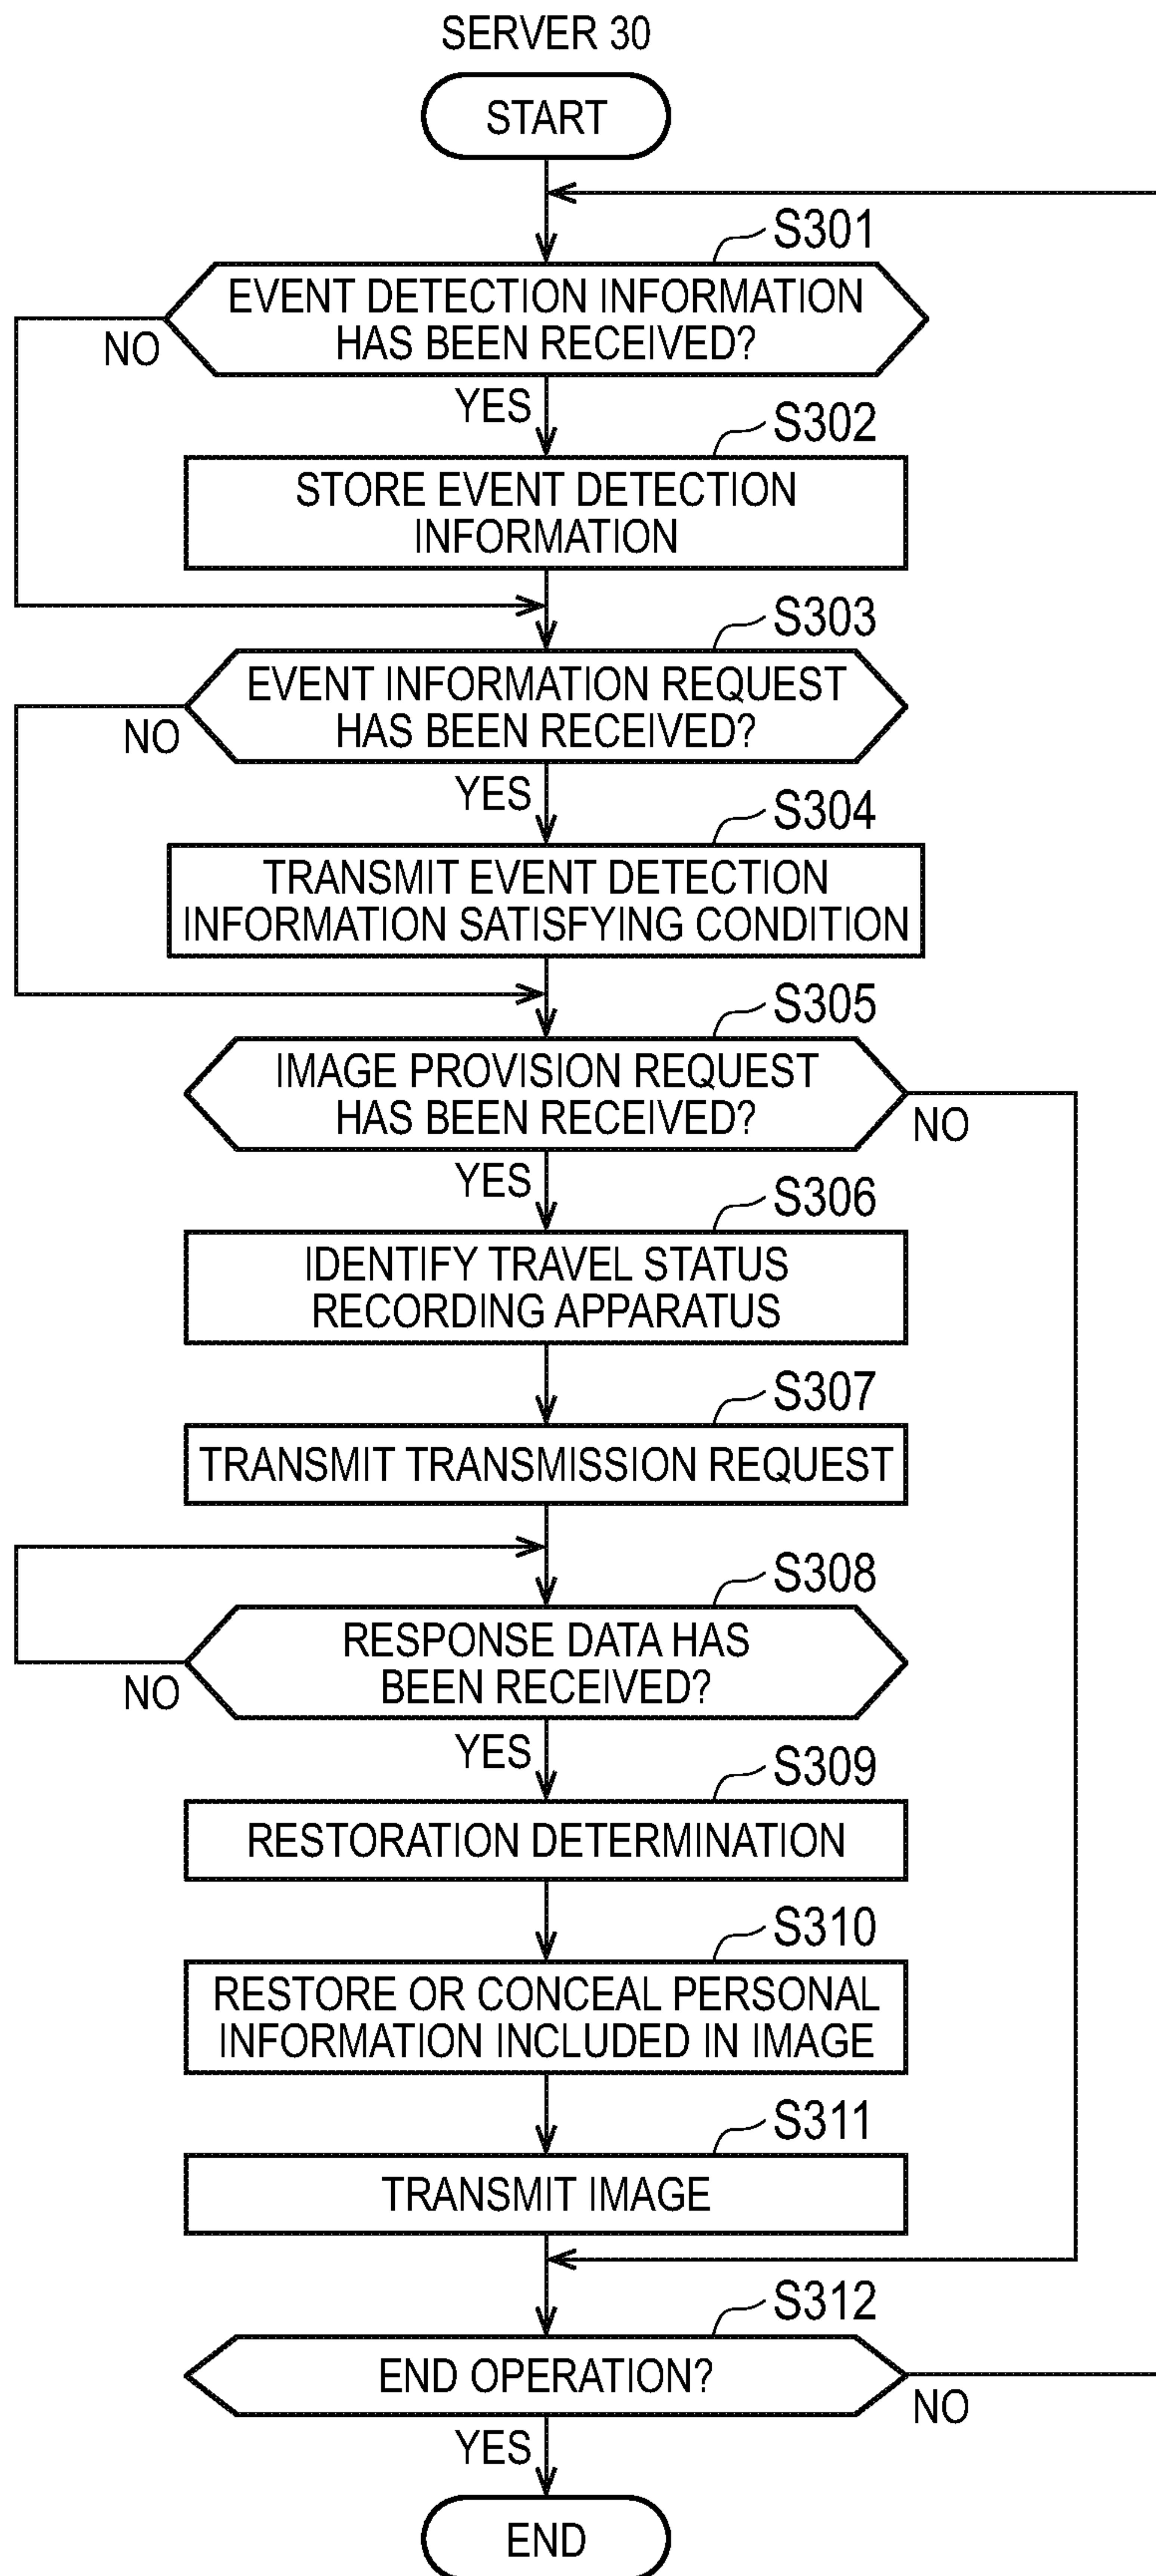 SERVER 30
START
S301
EVENT DETECTION INFORMATION
HAS BEEN RECEIVED?
NO
YES
S302
STORE EVENT DETECTION
INFORMATION
S303
EVENT INFORMATION REQUEST
HAS BEEN RECEIVED?
NO
YES
S304
TRANSMIT EVENT DETECTION
INFORMATION SATISFYING CONDITION
S305
IMAGE PROVISION REQUEST
HAS BEEN RECEIVED?
NO
YES
S306
IDENTIFY TRAVEL STATUS
RECORDING APPARATUS
S307
TRANSMIT TRANSMISSION REQUEST
S308
RESPONSE DATA HAS
BEEN RECEIVED?
NO
YES
S309
RESTORATION DETERMINATION
S310
RESTORE OR CONCEAL PERSONAL
INFORMATION INCLUDED IN IMAGE
S311
TRANSMIT IMAGE
S312
END OPERATION?
NO
YES
END